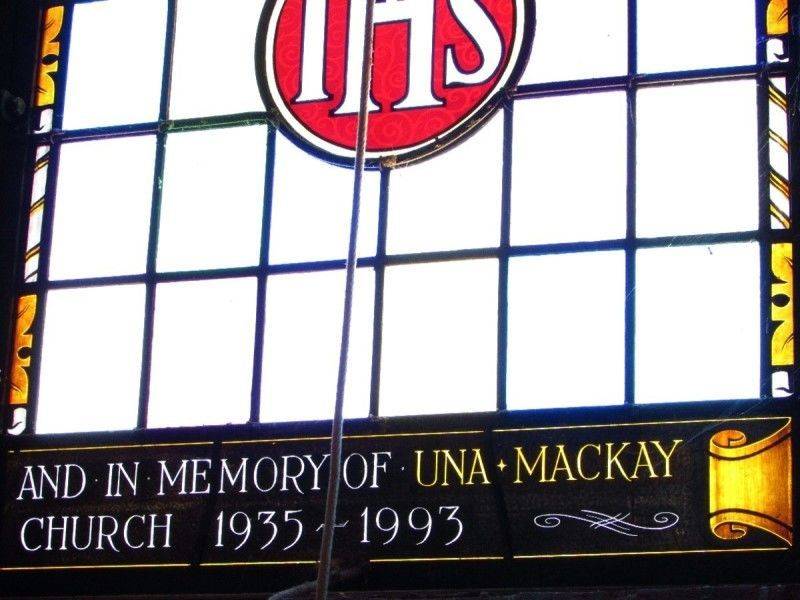 IHS
AND · IN · MEMORY OF · UNA · MACKAY
CHURCH 1935 ~ 1993